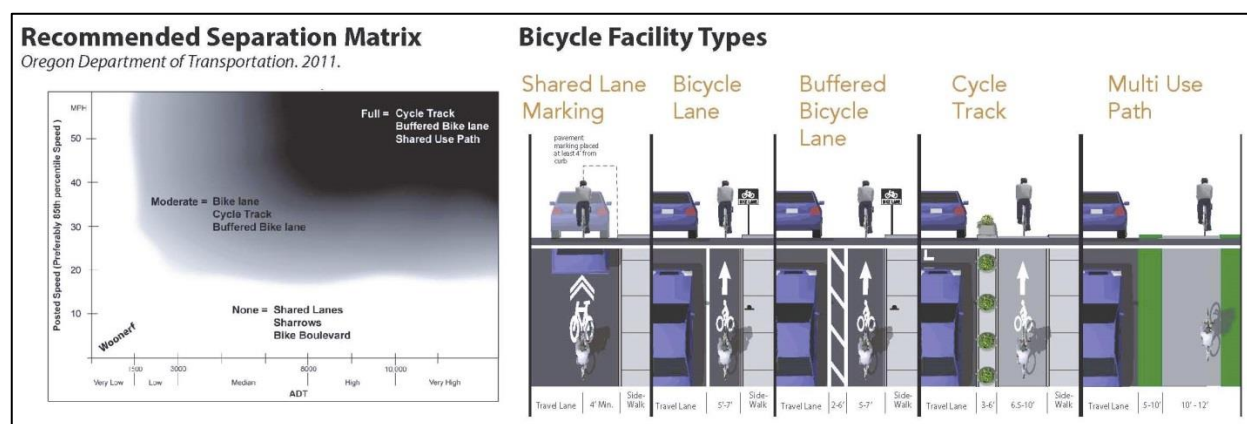 Recommended Separation Matrix
Oregon Department of Transportation. 2011.
MPH
50
40
30
20
10
Posted Speed (Preferably 85th percentile Speed)
Full = Cycle Track
Buffered Bike lane
Shared Use Path
Moderate = Bike lane
Cycle Track
Buffered Bike lane
None = Shared Lanes
Sharrows
Bike Boulevard
Woonerf
1500 3000 8000 10,000
Very Low Low Median High Very High
ADT
Bicycle Facility Types
Shared Lane
Marking
pavement
marking placed
at least 4' from
curb
Travel Lane 4' Min. Side-
Walk
Bicycle
Lane
BIKE LANE
Travel Lane 5'-7' Side-
Walk
Buffered
Bicycle
Lane
BIKE LANE
Travel Lane 2-6' 5-7' Side-
Walk
Cycle
Track
Travel Lane 3-6' 6.5-10' Side-
Walk
Multi Use
Path
Travel Lane 5-10' 10' - 12'